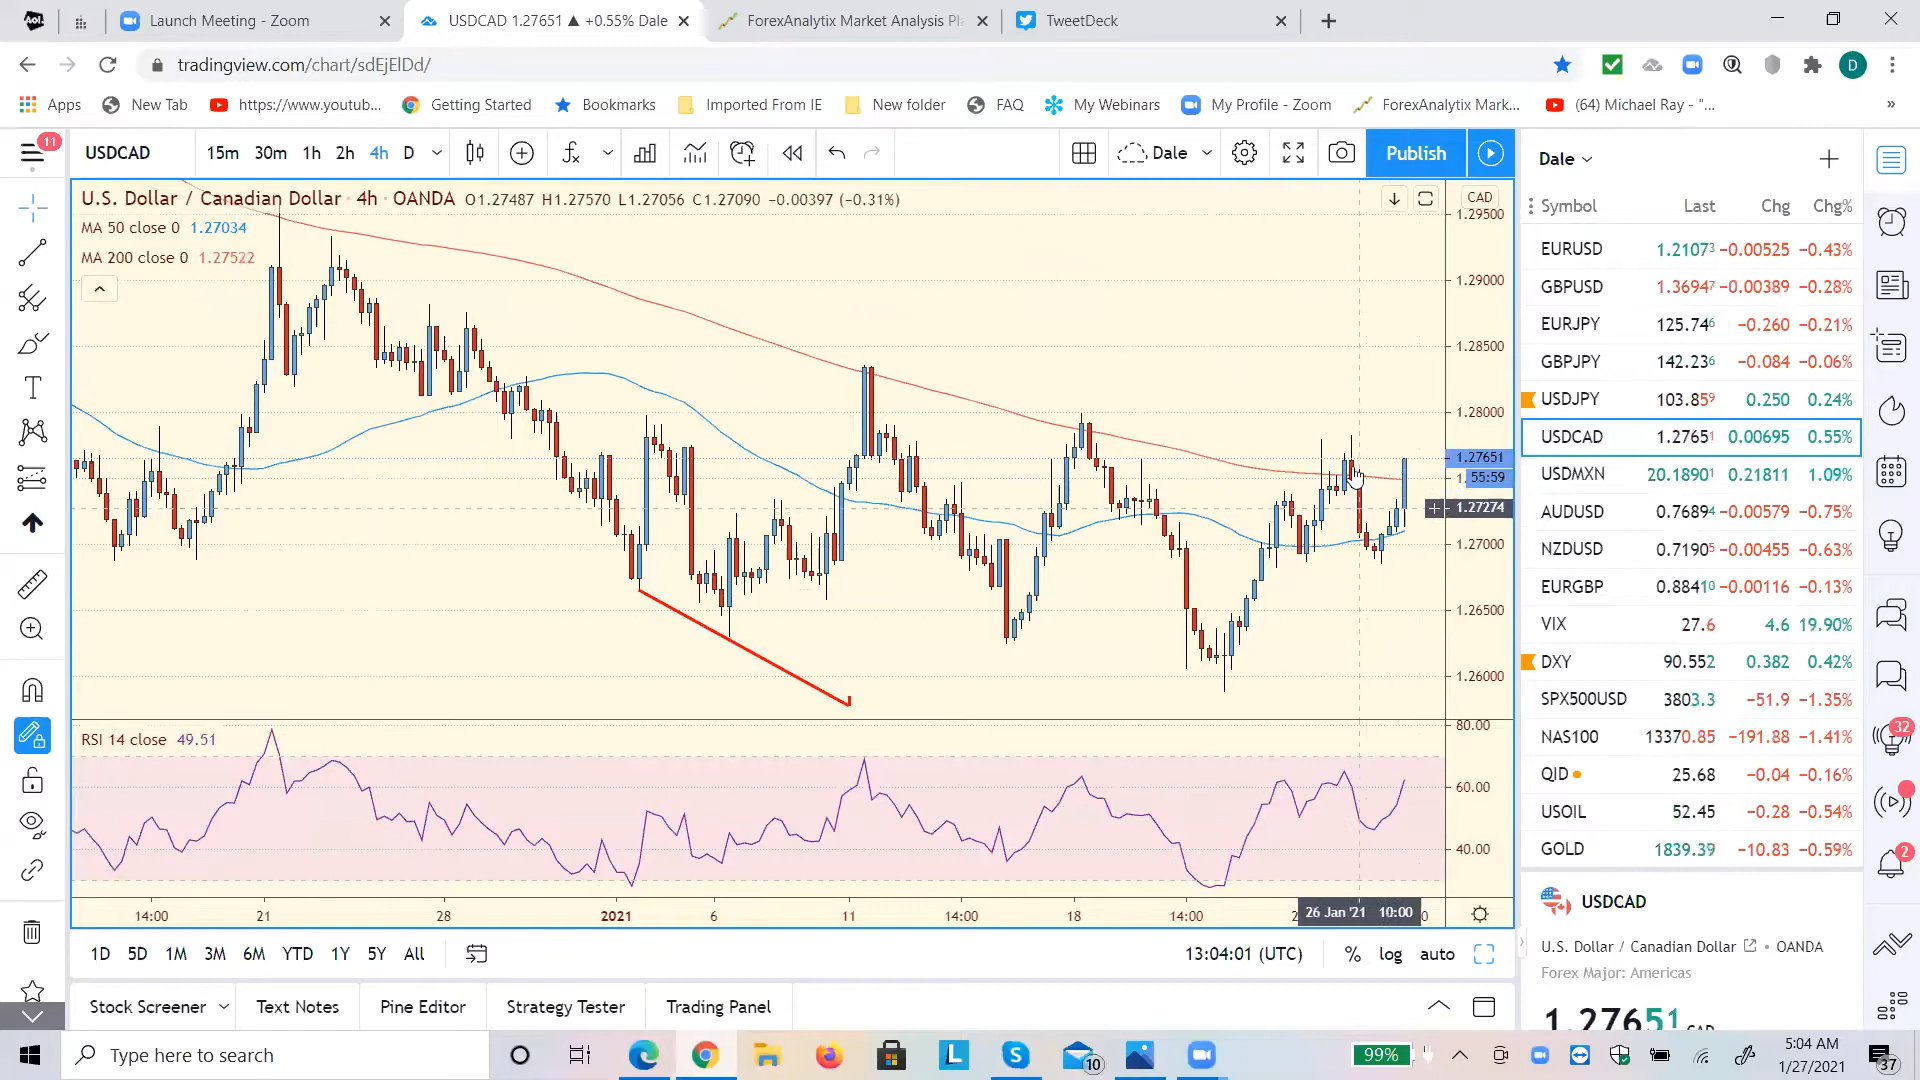 Launch Meeting - Zoom
USDCAD 1.27651 ▲ +0.55% Dale
ForexAnalytix Market Analysis Pl
TweetDeck
tradingview.com/chart/sdEjElDd/
D
Apps
New Tab
https://www.youtub...
Getting Started
Bookmarks
Imported From IE
New folder
FAQ
My Webinars
My Profile - Zoom
ForexAnalytix Mark...
(64) Michael Ray - "...
»
11
USDCAD
15m 30m 1h 2h 4h D
Dale
Publish
Dale
U.S. Dollar / Canadian Dollar · 4h · OANDA O1.27487 H1.27570 L1.27056 C1.27090 −0.00397 (−0.31%)
CAD
MA 50 close 0 1.27034
MA 200 close 0 1.27522
1.29500
1.29000
1.28500
1.28000
1.27651
55:59
1.27274
1.27000
1.26500
1.26000
80.00
60.00
40.00
RSI 14 close 49.51
14:00 21 28 2021 6 11 14:00 18 14:00
26 Jan '21 10:00
Symbol Last Chg Chg%
EURUSD 1.21073 −0.00525 −0.43%
GBPUSD 1.36947 −0.00389 −0.28%
EURJPY 125.746 −0.260 −0.21%
GBPJPY 142.236 −0.084 −0.06%
USDJPY 103.859 0.250 0.24%
USDCAD 1.27651 0.00695 0.55%
USDMXN 20.18901 0.21811 1.09%
AUDUSD 0.76894 −0.00579 −0.75%
NZDUSD 0.71905 −0.00455 −0.63%
EURGBP 0.88410 −0.00116 −0.13%
VIX 27.6 4.6 19.90%
DXY 90.552 0.382 0.42%
SPX500USD 3803.3 −51.9 −1.35%
NAS100 13370.85 −191.88 −1.41%
QID 25.68 −0.04 −0.16%
USOIL 52.45 −0.28 −0.54%
GOLD 1839.39 −10.83 −0.59%
32
2
USDCAD
U.S. Dollar / Canadian Dollar • OANDA
Forex Major: Americas
1.27651 CAD
1D 5D 1M 3M 6M YTD 1Y 5Y All
13:04:01 (UTC) % log auto
Stock Screener
Text Notes
Pine Editor
Strategy Tester
Trading Panel
Type here to search
L
S
10
99%
5:04 AM
1/27/2021
37